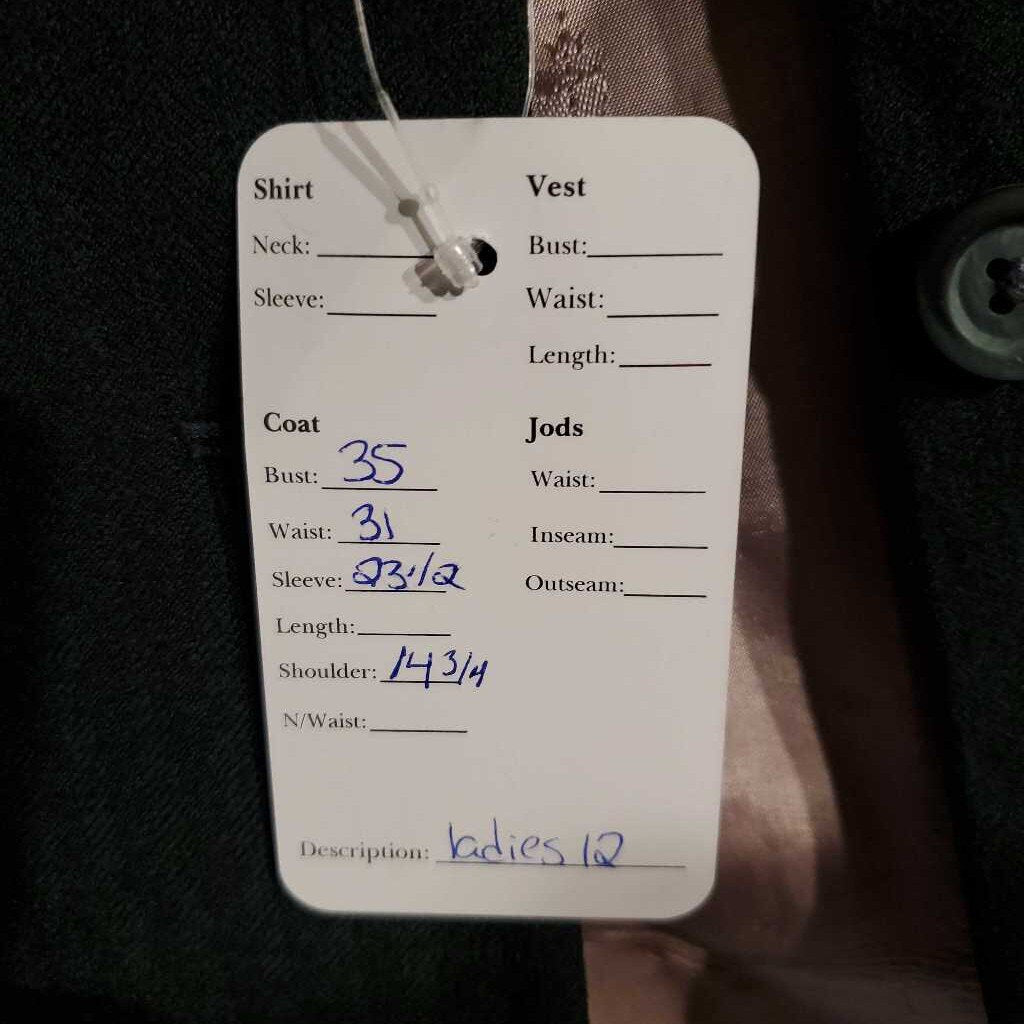 Shirt
Neck:
Sleeve:
Vest
Bust:
Waist:
Length:
Coat
Bust: 35
Waist: 31
Sleeve: 23 1/2
Length:
Shoulder: 14 3/4
N/Waist:
Jods
Waist:
Inseam:
Outseam:
Description: ladies 12